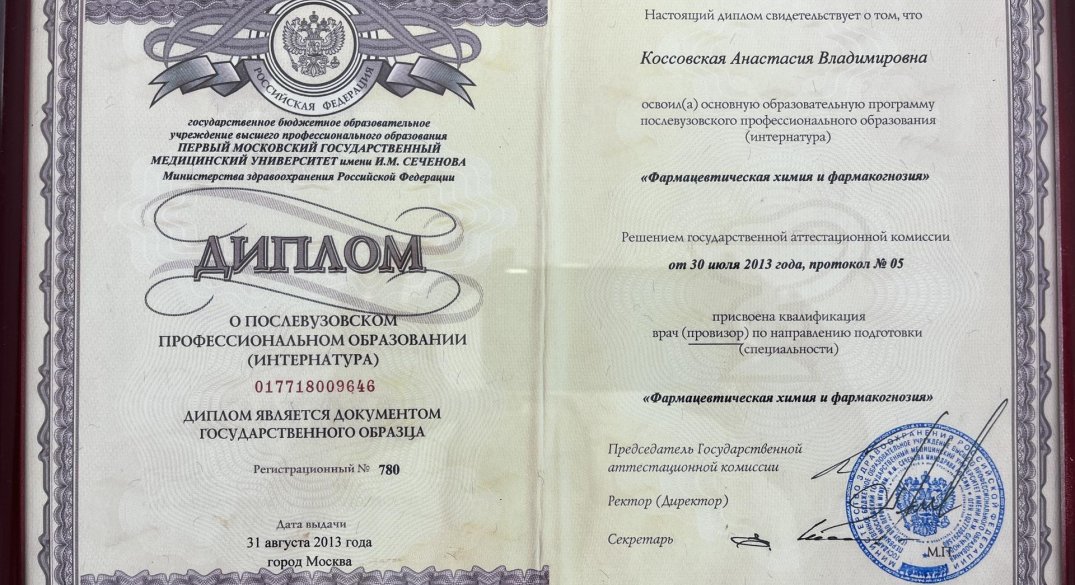 РОССИЙСКАЯ ФЕДЕРАЦИЯ
государственное бюджетное образовательное
учреждение высшего профессионального образования
ПЕРВЫЙ МОСКОВСКИЙ ГОСУДАРСТВЕННЫЙ
МЕДИЦИНСКИЙ УНИВЕРСИТЕТ имени И.М. СЕЧЕНОВА
Министерства здравоохранения Российской Федерации
ДИПЛОМ
О ПОСЛЕВУЗОВСКОМ
ПРОФЕССИОНАЛЬНОМ ОБРАЗОВАНИИ
(ИНТЕРНАТУРА)
017718009646
ДИПЛОМ ЯВЛЯЕТСЯ ДОКУМЕНТОМ
ГОСУДАРСТВЕННОГО ОБРАЗЦА
Регистрационный № 780
Дата выдачи
31 августа 2013 года
город Москва
Настоящий диплом свидетельствует о том, что
Коссовская Анастасия Владимировна
освоил(а) основную образовательную программу
послевузовского профессионального образования
(интернатура)
«Фармацевтическая химия и фармакогнозия»
Решением государственной аттестационной комиссии
от 30 июля 2013 года, протокол № 05
присвоена квалификация
врач (провизор) по направлению подготовки
(специальности)
«Фармацевтическая химия и фармакогнозия»
Председатель Государственной
аттестационной комиссии
Ректор (Директор)
Секретарь
М.П.